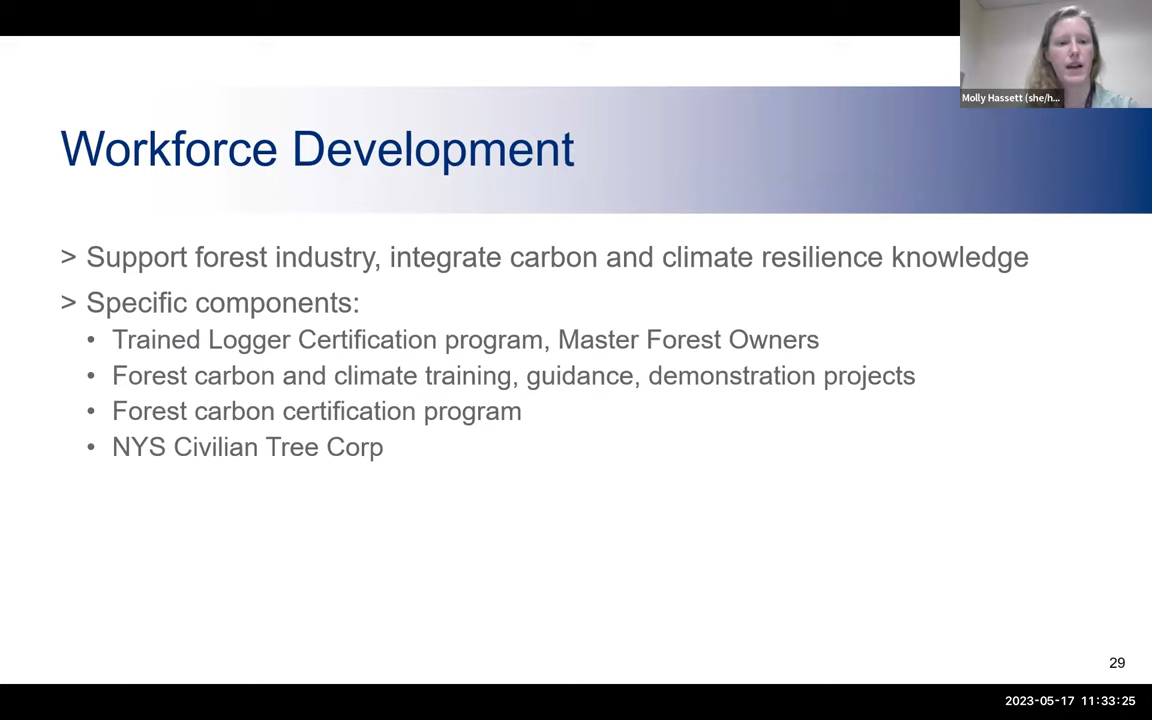 Molly Hassett (she/h...
Workforce Development
> Support forest industry, integrate carbon and climate resilience knowledge
> Specific components:
• Trained Logger Certification program, Master Forest Owners
• Forest carbon and climate training, guidance, demonstration projects
• Forest carbon certification program
• NYS Civilian Tree Corp
29
2023-05-17 11:33:25